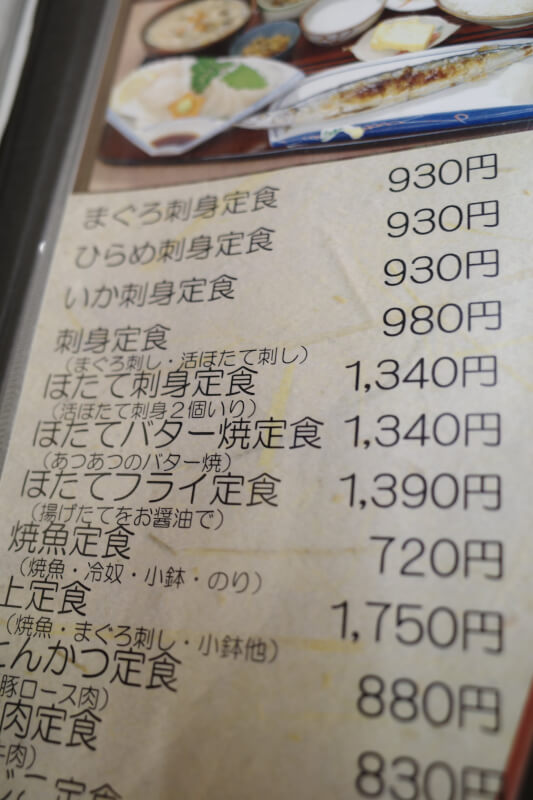 まぐろ刺身定食 930円
ひらめ刺身定食 930円
いか刺身定食 930円
刺身定食 980円
（まぐろ刺し・活ほたて刺し）
ほたて刺身定食 1,340円
（活ほたて刺身２個いり）
ほたてバター焼定食 1,340円
（あつあつのバター焼）
ほたてフライ定食 1,390円
（揚げたてをお醤油で）
焼魚定食 720円
（焼魚・冷奴・小鉢・のり）
上定食 1,750円
（焼魚・まぐろ刺し・小鉢他）
とんかつ定食 880円
豚ロース肉）
肉定食 830円
肉）
定食